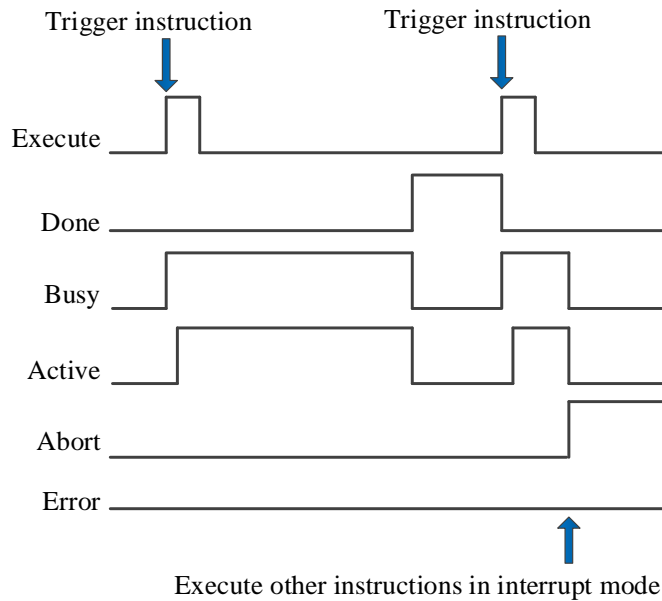 Trigger instruction
Trigger instruction
Execute
Done
Busy
Active
Abort
Error
Execute other instructions in interrupt mode